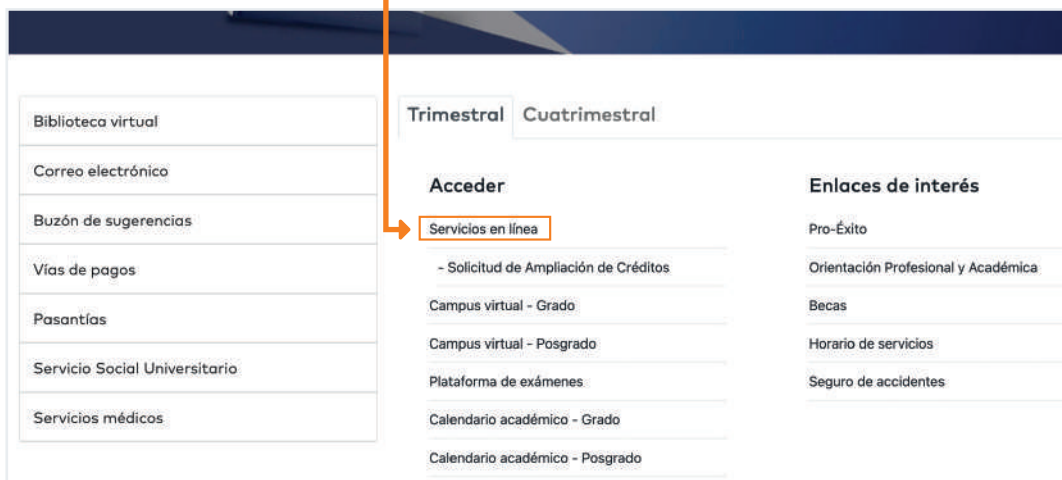 Biblioteca virtual
Correo electrónico
Buzón de sugerencias
Vías de pagos
Pasantías
Servicio Social Universitario
Servicios médicos
Trimestral Cuatrimestral
Acceder
Servicios en línea
- Solicitud de Ampliación de Créditos
Campus virtual - Grado
Campus virtual - Posgrado
Plataforma de exámenes
Calendario académico - Grado
Calendario académico - Posgrado
Enlaces de interés
Pro-Éxito
Orientación Profesional y Académica
Becas
Horario de servicios
Seguro de accidentes